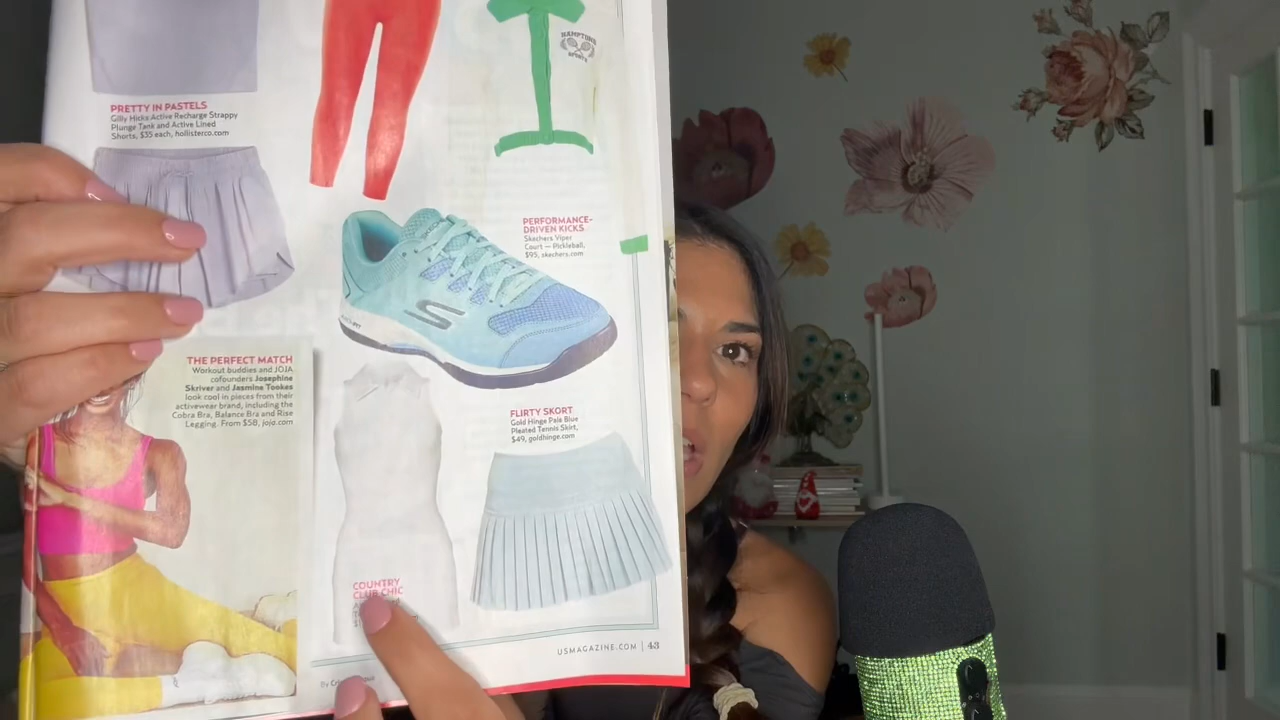 PRETTY IN PASTELS
Gilly Hicks Active Recharge Strappy
Plunge Tank and Active Lined
Shorts, $35 each, hollisterco.com
HAMPTONS
SPORTS
PERFORMANCE-
DRIVEN KICKS
Skechers Viper
Court — Pickleball,
$95, skechers.com
THE PERFECT MATCH
Workout buddies and JOJA
cofounders Josephine
Skriver and Jasmine Tookes
look cool in pieces from their
activewear brand, including the
Cobra Bra, Balance Bra and Rise
Legging. From $58, joja.com
FLIRTY SKORT
Gold Hinge Pale Blue
Pleated Tennis Skirt,
$49, goldhinge.com
COUNTRY
CLUB CHIC
USMAGAZINE.COM | 43
By